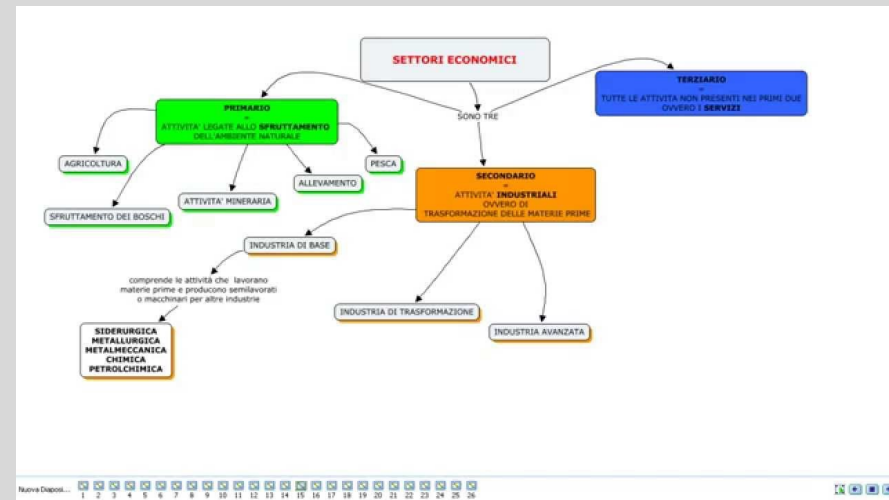 SETTORI ECONOMICI
SONO TRE
PRIMARIO
=
ATTIVITA' LEGATE ALLO SFRUTTAMENTO
DELL'AMBIENTE NATURALE
AGRICOLTURA
SFRUTTAMENTO DEI BOSCHI
ATTIVITA' MINERARIA
ALLEVAMENTO
PESCA
SECONDARIO
=
ATTIVITA' INDUSTRIALI
OVVERO DI
TRASFORMAZIONE DELLE MATERIE PRIME
INDUSTRIA DI BASE
comprende le attività che lavorano
materie prime e producono semilavorati
o macchinari per altre industrie
SIDERURGICA
METALLURGICA
METALMECCANICA
CHIMICA
PETROLCHIMICA
INDUSTRIA DI TRASFORMAZIONE
INDUSTRIA AVANZATA
TERZIARIO
=
TUTTE LE ATTIVITA NON PRESENTI NEI PRIMI DUE
OVVERO I SERVIZI
Nuova Diaposi...
1 2 3 4 5 6 7 8 9 10 11 12 13 14 15 16 17 18 19 20 21 22 23 24 25 26